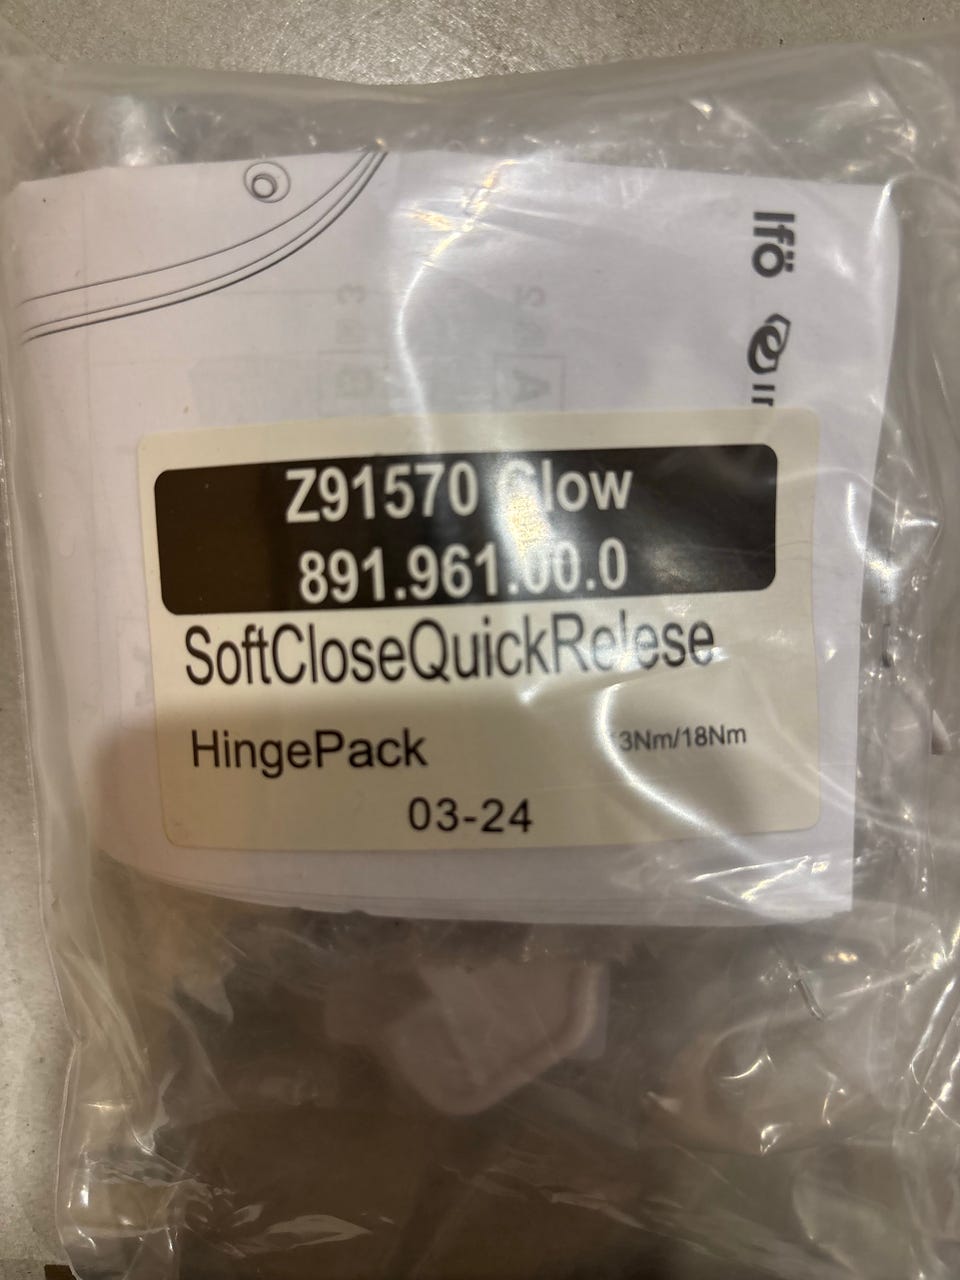 Ifö
Z91570 Glow
891.961.00.0
SoftCloseQuickRelese
HingePack
3Nm/18Nm
03-24